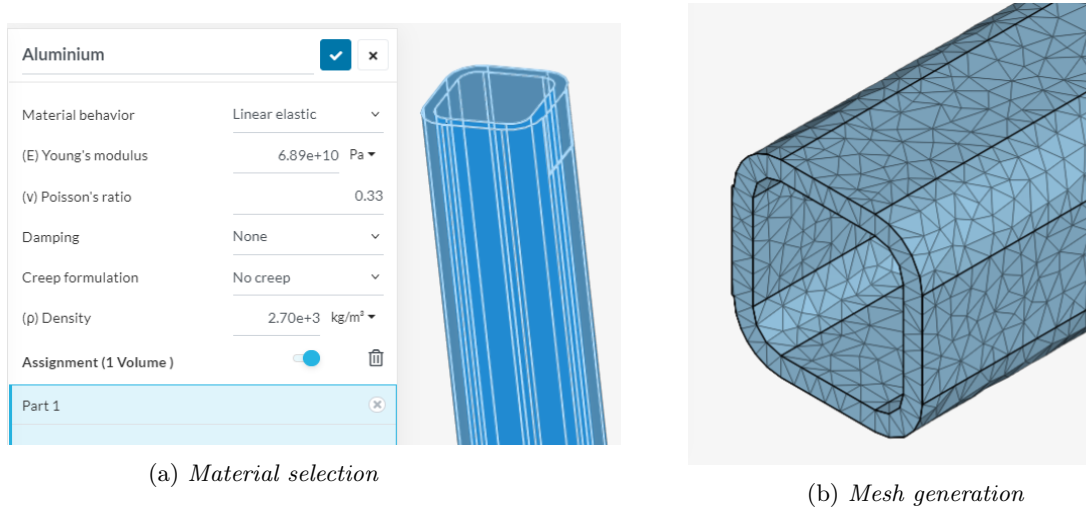 Aluminium
Material behavior Linear elastic
(E) Young's modulus 6.89e+10 Pa
(v) Poisson's ratio 0.33
Damping None
Creep formulation No creep
(ρ) Density 2.70e+3 kg/m³
Assignment (1 Volume )
Part 1
(a) Material selection
(b) Mesh generation